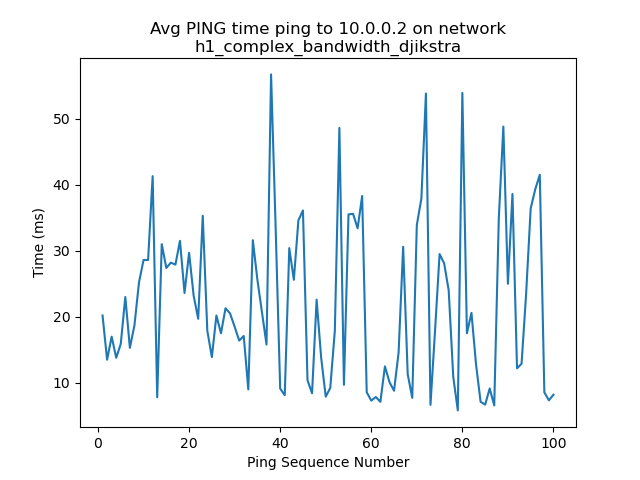 Avg PING time ping to 10.0.0.2 on network
h1_complex_bandwidth_djikstra
Time (ms)
50
40
30
20
10
0 20 40 60 80 100
Ping Sequence Number